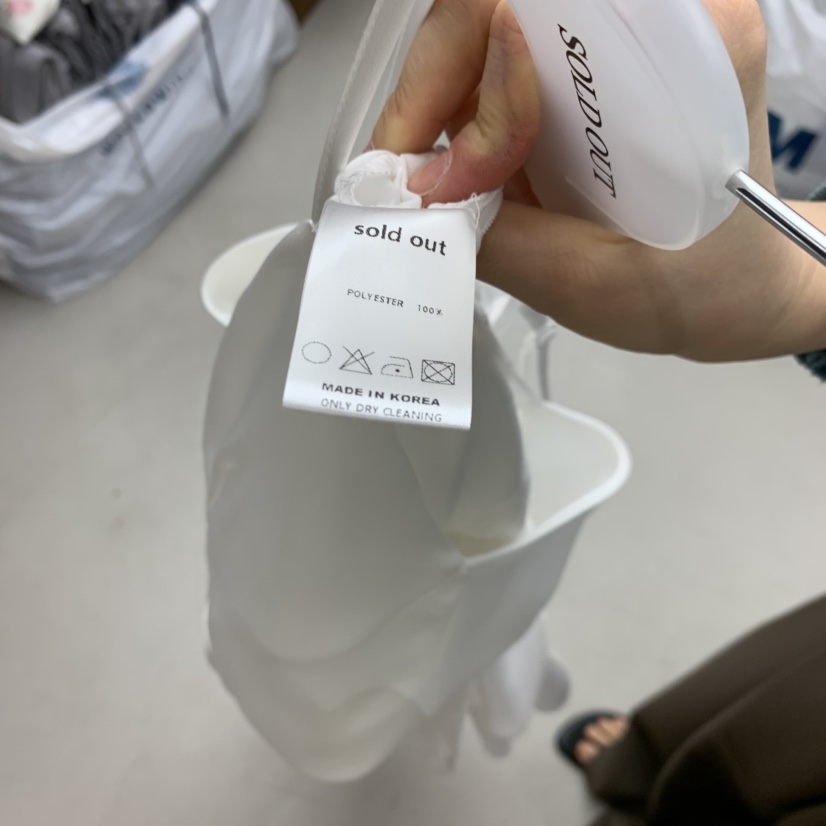 SOLD OUT
sold out
POLYESTER 100%
MADE IN KOREA
ONLY DRY CLEANING
M